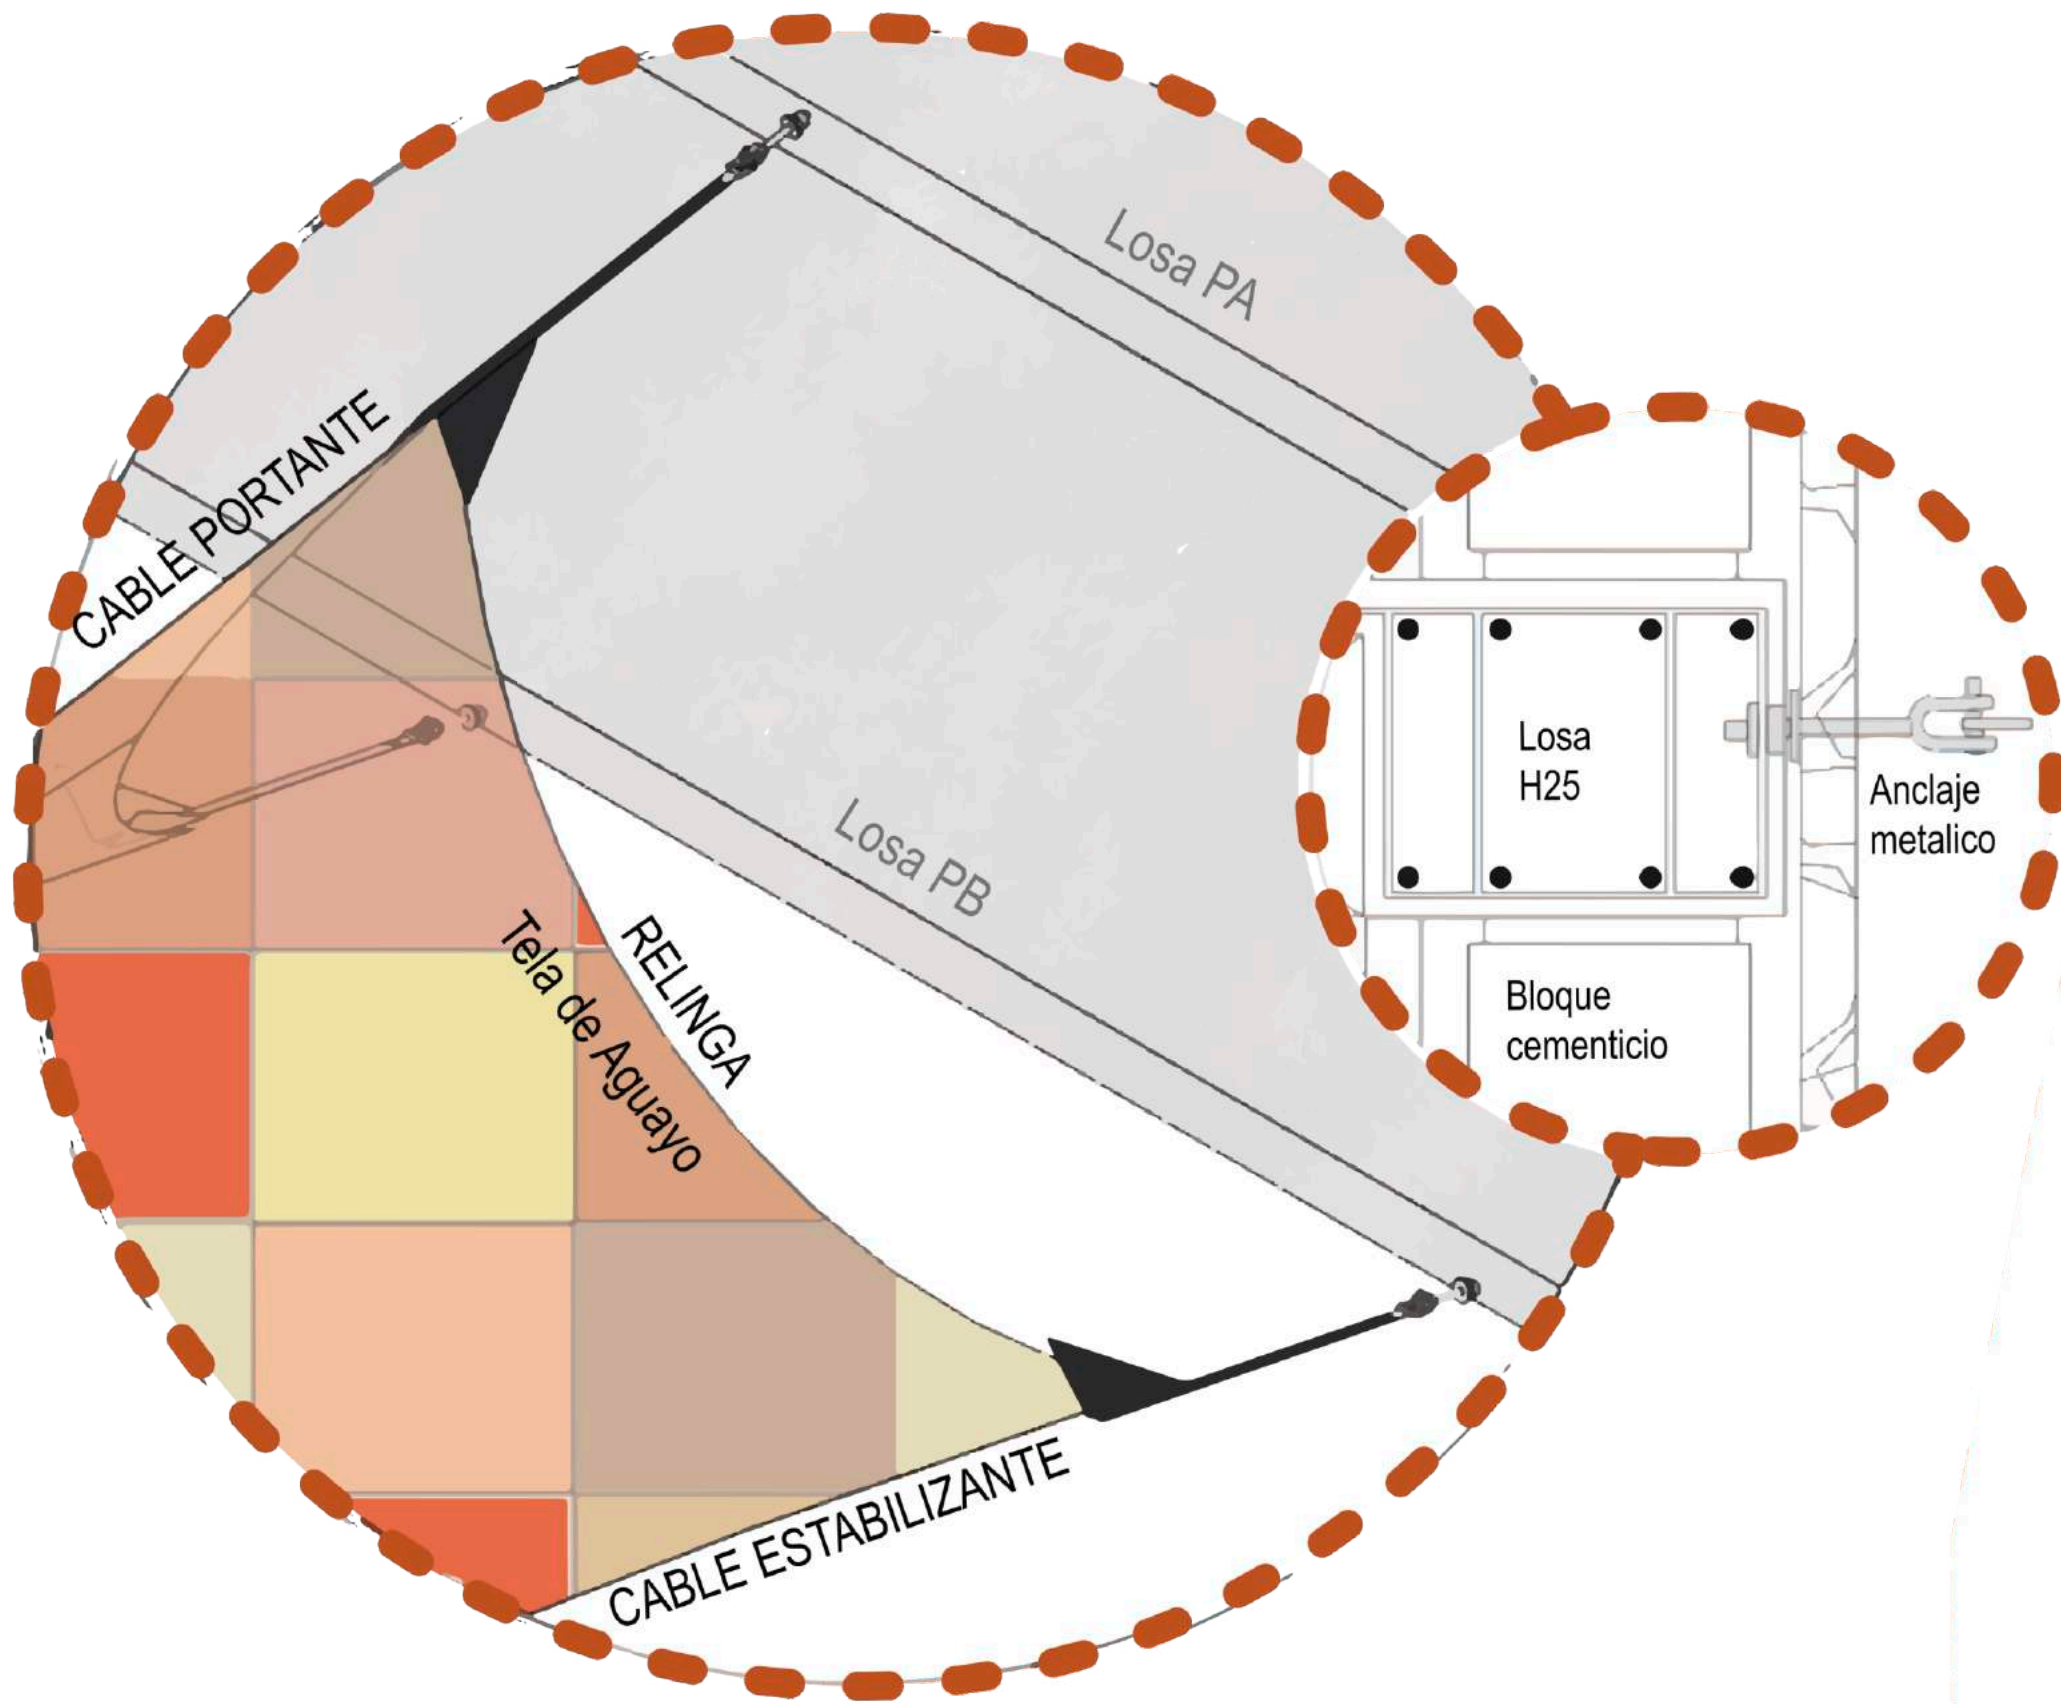 Losa PA
CABLE PORTANTE
Losa
H25
Anclaje
metalico
Losa PB
RELINGA
Tela de Aguayo
Bloque
cementicio
CABLE ESTABILIZANTE